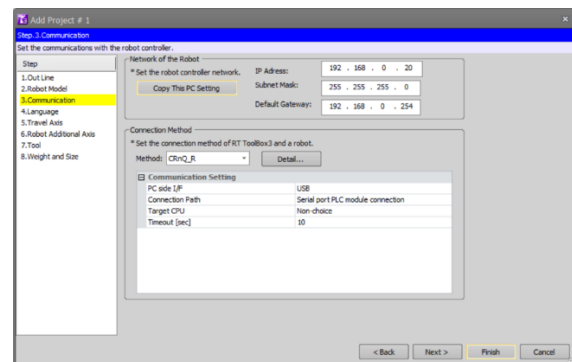 Add Project # 1
Step.3.Communication
Set the communications with the robot controller.
Step
1.Out Line
2.Robot Model
3.Communication
4.Language
5.Travel Axis
6.Robot Additional Axis
7.Tool
8.Weight and Size
Network of the Robot
*Set the robot controller network.
Copy This PC Setting
IP Adress: 192 . 168 . 0 . 20
Subnet Mask: 255 . 255 . 255 . 0
Default Gateway: 192 . 168 . 0 . 254
Connection Method
*Set the connection method of RT ToolBox3 and a robot.
Method: CRnQ_R Detail...
Communication Setting
PC side I/F USB
Connection Path Serial port PLC module connection
Target CPU Non-choice
Timeout [sec] 10
< Back Next > Finish Cancel